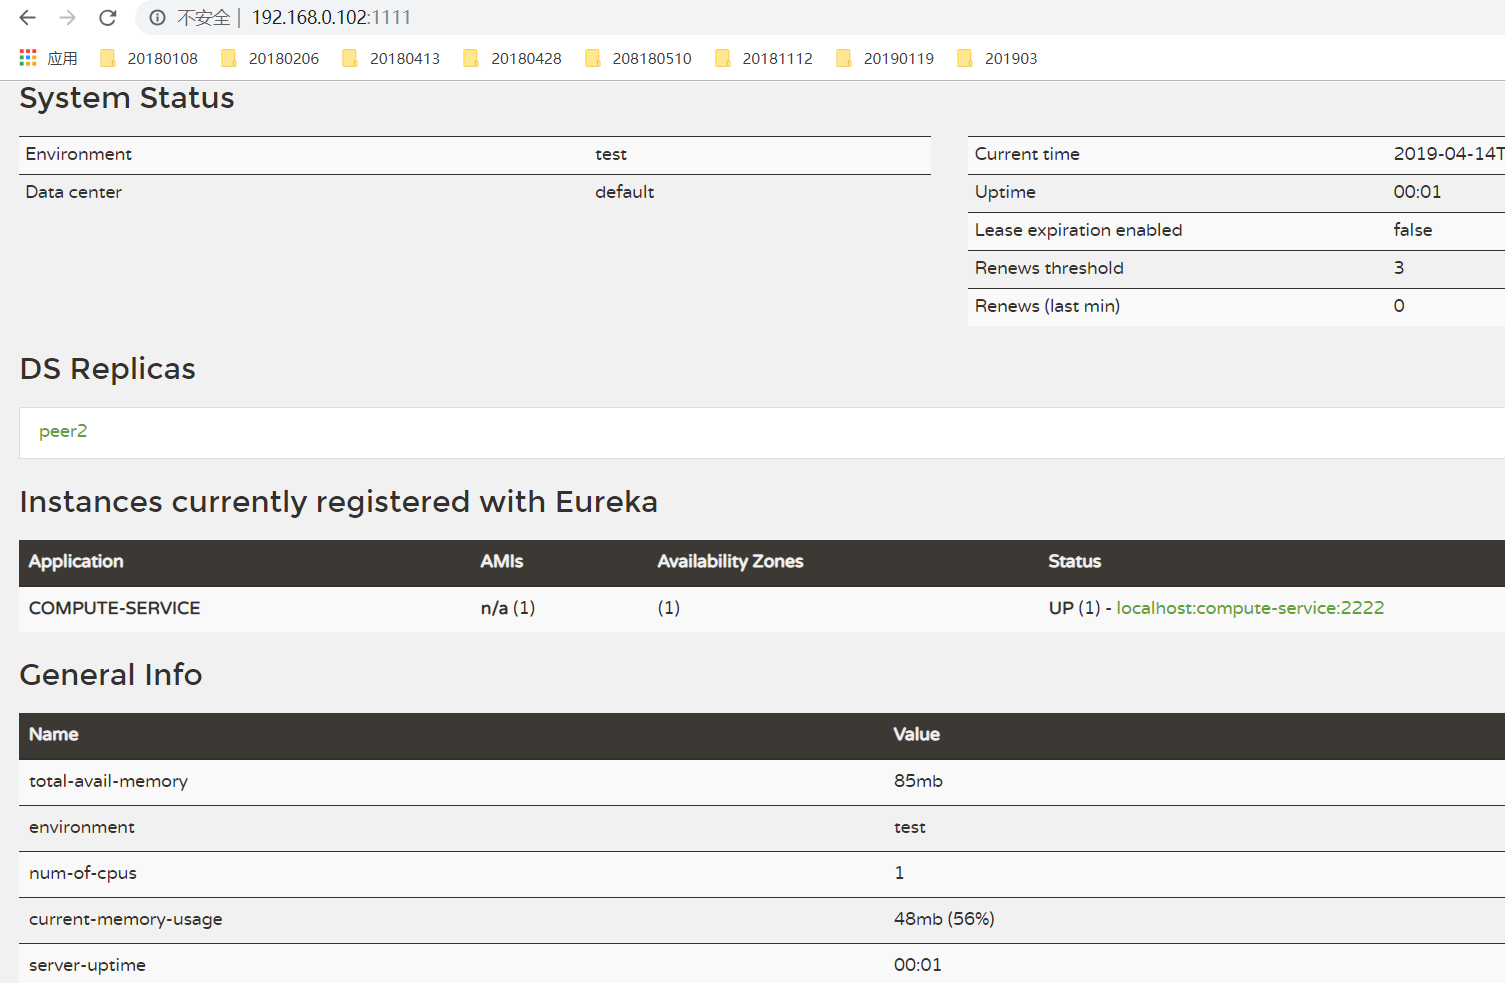 不安全 | 192.168.0.102:1111
应用 20180108 20180206 20180413 20180428 208180510 20181112 20190119 201903
System Status
Environment test
Data center default
Current time 2019-04-14T
Uptime 00:01
Lease expiration enabled false
Renews threshold 3
Renews (last min) 0
DS Replicas
peer2
Instances currently registered with Eureka
Application AMIs Availability Zones Status
COMPUTE-SERVICE n/a (1) (1) UP (1) - localhost:compute-service:2222
General Info
Name Value
total-avail-memory 85mb
environment test
num-of-cpus 1
current-memory-usage 48mb (56%)
server-uptime 00:01